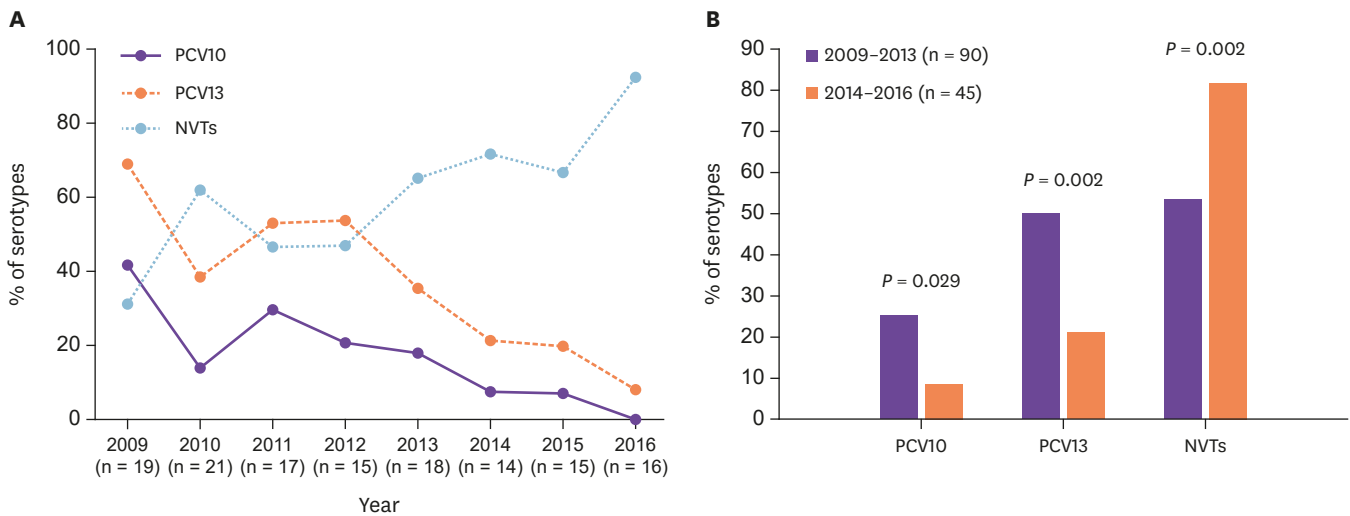 A
100
80
60
40
20
0
% of serotypes
PCV10
PCV13
NVTs
2009 2010 2011 2012 2013 2014 2015 2016
(n = 19) (n = 21) (n = 17) (n = 15) (n = 18) (n = 14) (n = 15) (n = 16)
Year
B
90
80
70
60
50
40
30
20
10
0
% of serotypes
2009–2013 (n = 90)
2014–2016 (n = 45)
P = 0.029
P = 0.002
P = 0.002
PCV10 PCV13 NVTs